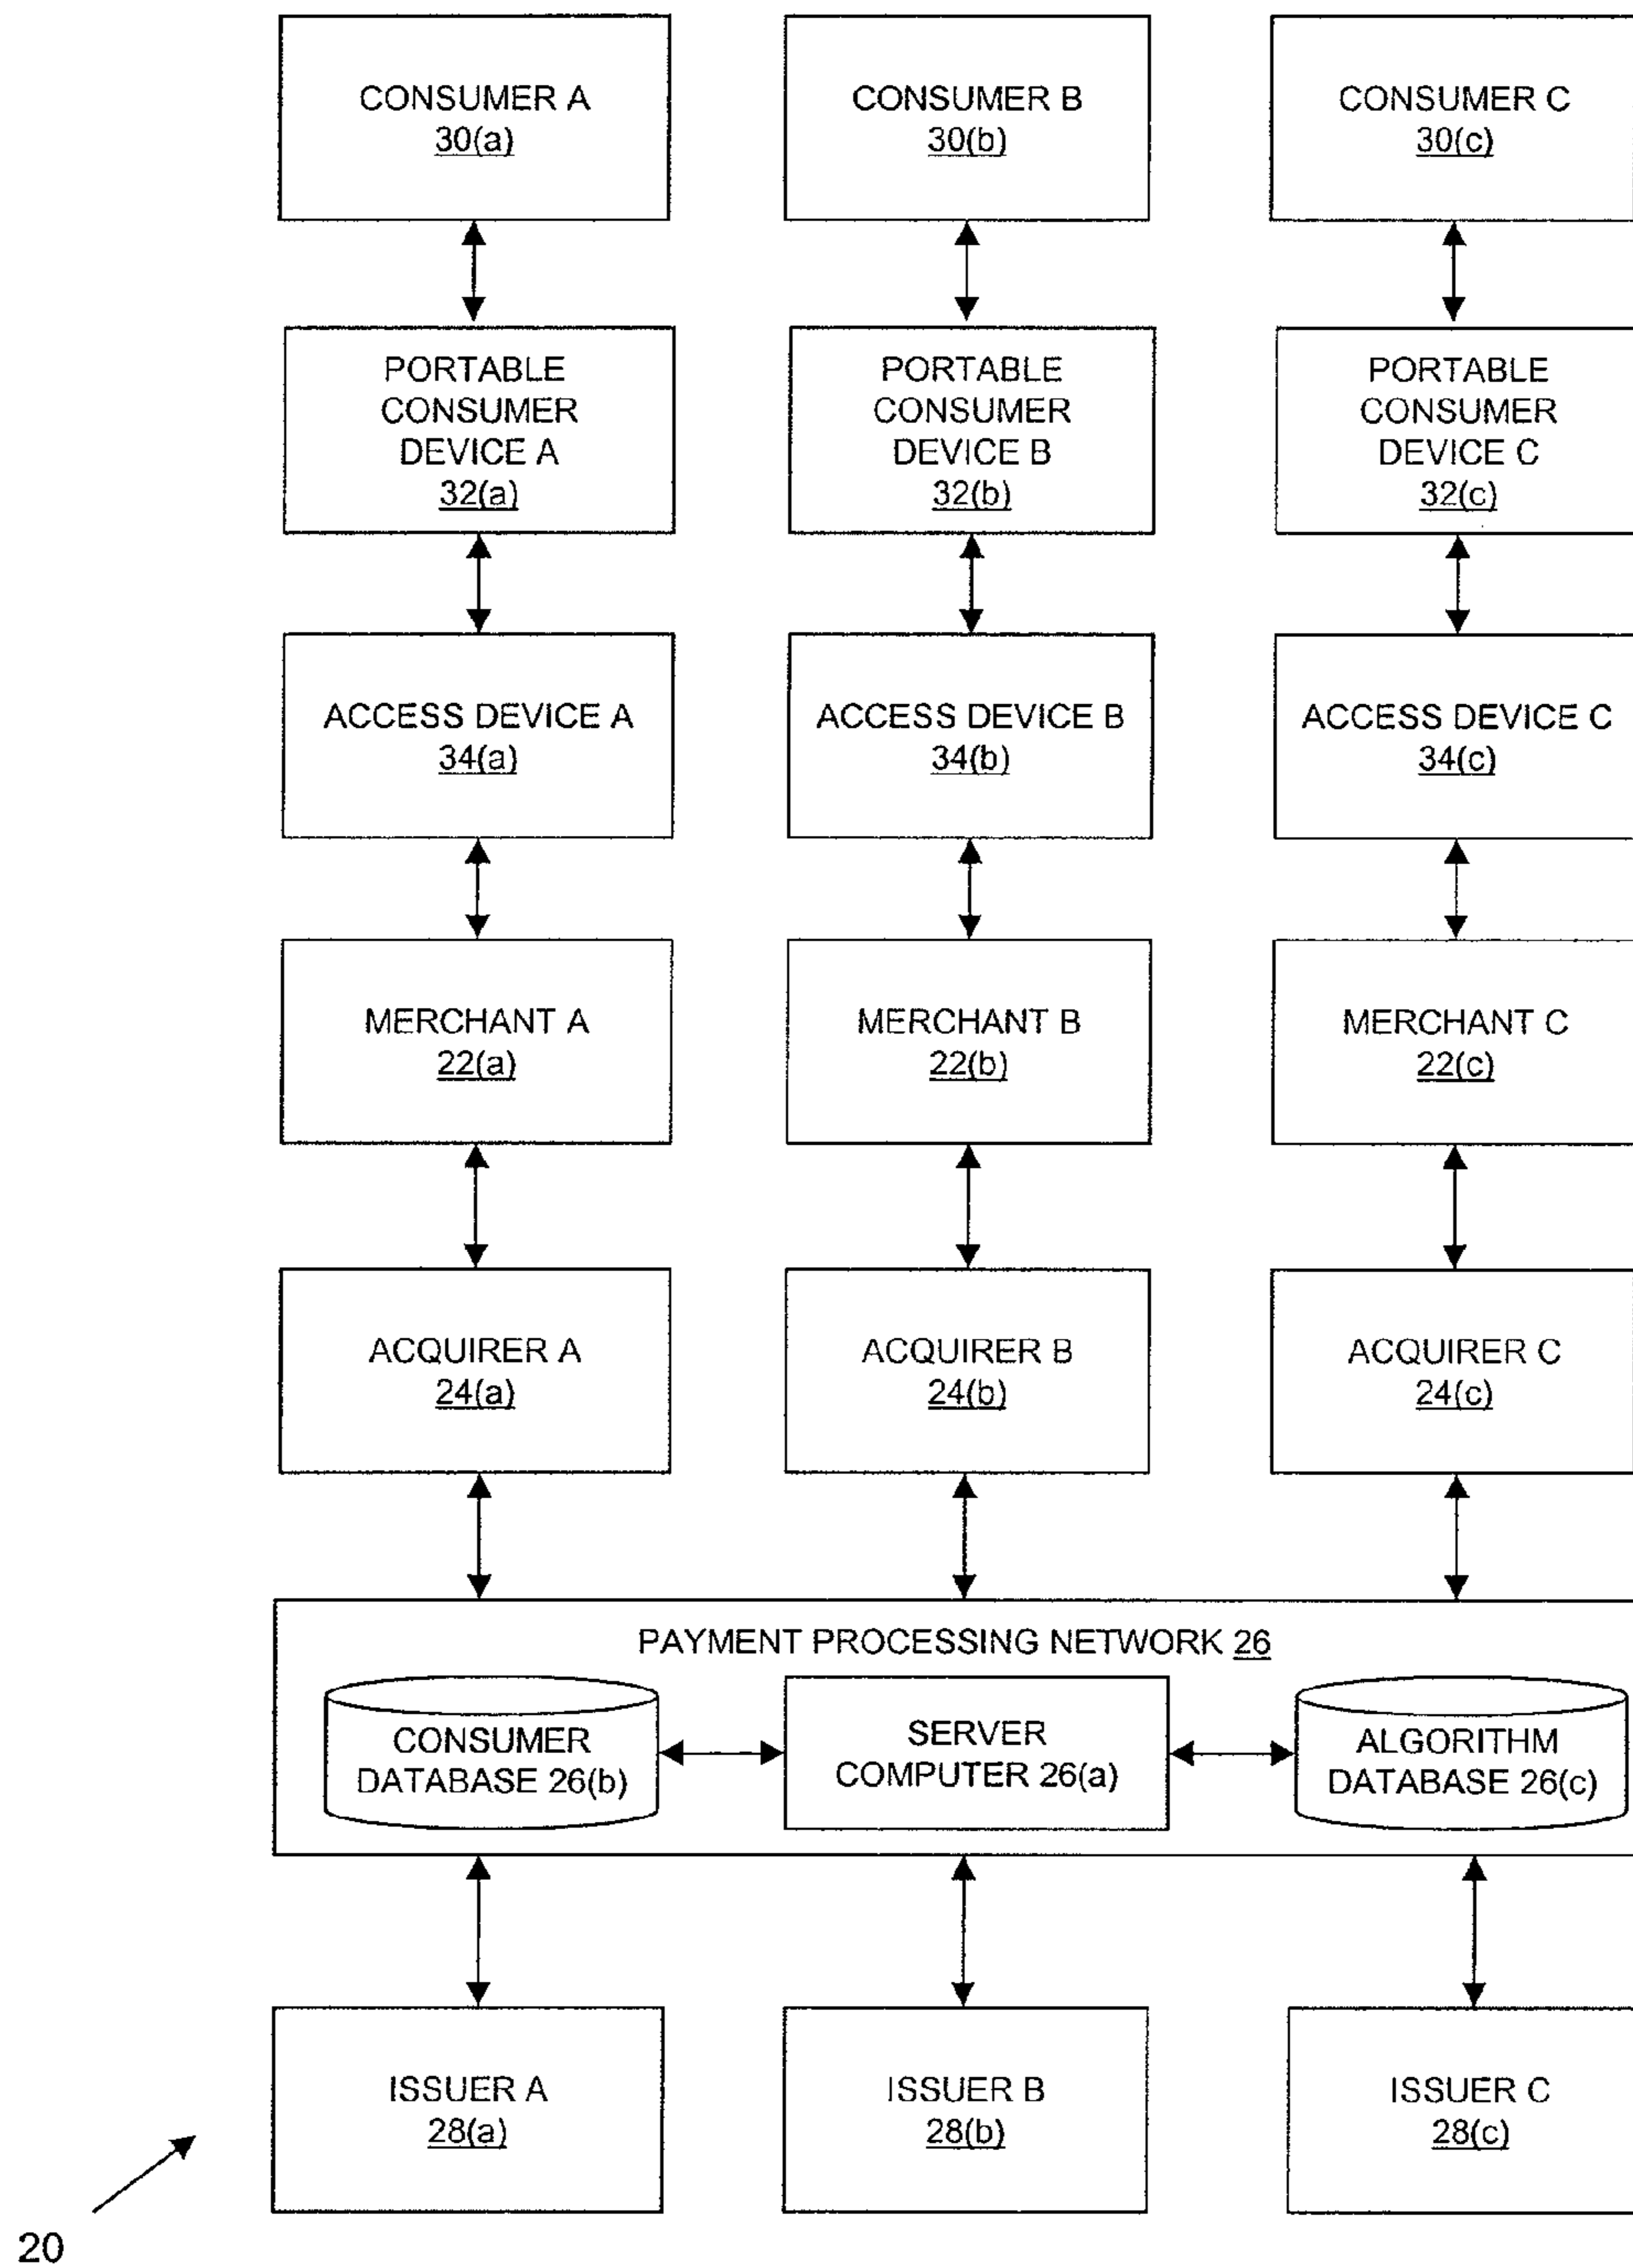 CONSUMER A
30(a)
CONSUMER B
30(b)
CONSUMER C
30(c)
PORTABLE
CONSUMER
DEVICE A
32(a)
PORTABLE
CONSUMER
DEVICE B
32(b)
PORTABLE
CONSUMER
DEVICE C
32(c)
ACCESS DEVICE A
34(a)
ACCESS DEVICE B
34(b)
ACCESS DEVICE C
34(c)
MERCHANT A
22(a)
MERCHANT B
22(b)
MERCHANT C
22(c)
ACQUIRER A
24(a)
ACQUIRER B
24(b)
ACQUIRER C
24(c)
PAYMENT PROCESSING NETWORK 26
CONSUMER
DATABASE 26(b)
SERVER
COMPUTER 26(a)
ALGORITHM
DATABASE 26(c)
ISSUER A
28(a)
ISSUER B
28(b)
ISSUER C
28(c)
20